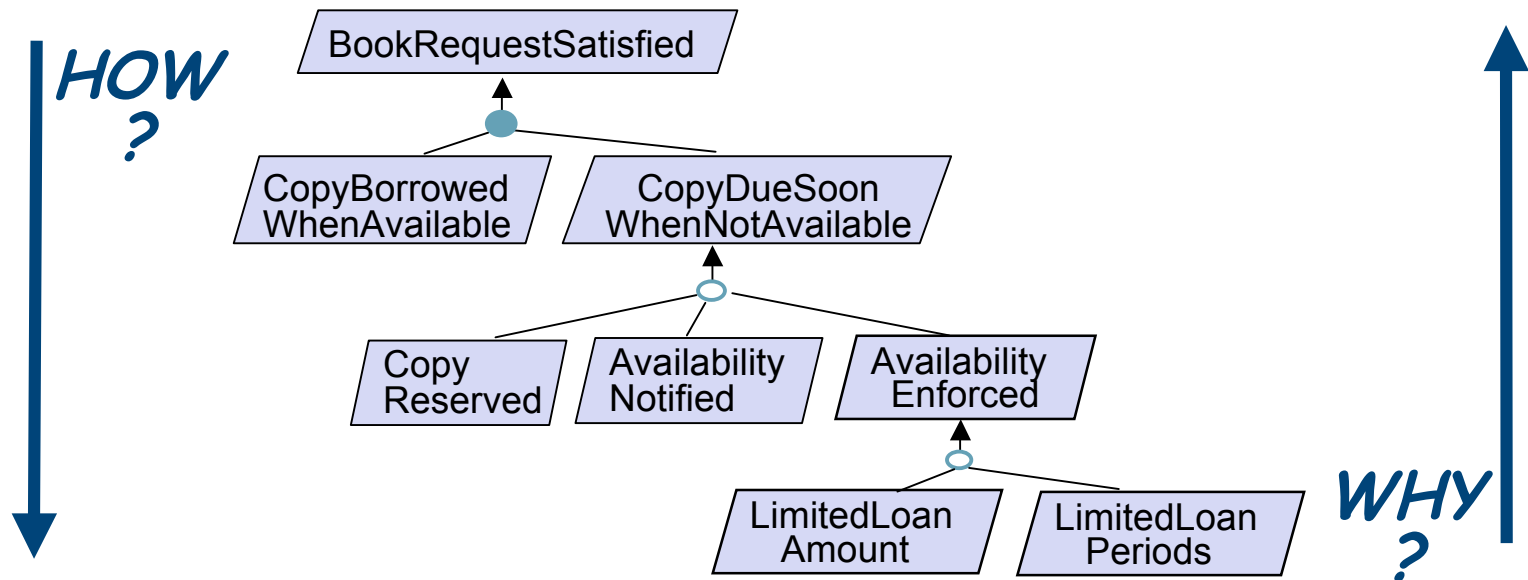 BookRequestSatisfied
HOW
?
CopyBorrowed
WhenAvailable
CopyDueSoon
WhenNotAvailable
Copy
Reserved
Availability
Notified
Availability
Enforced
LimitedLoan
Amount
LimitedLoan
Periods
WHY
?